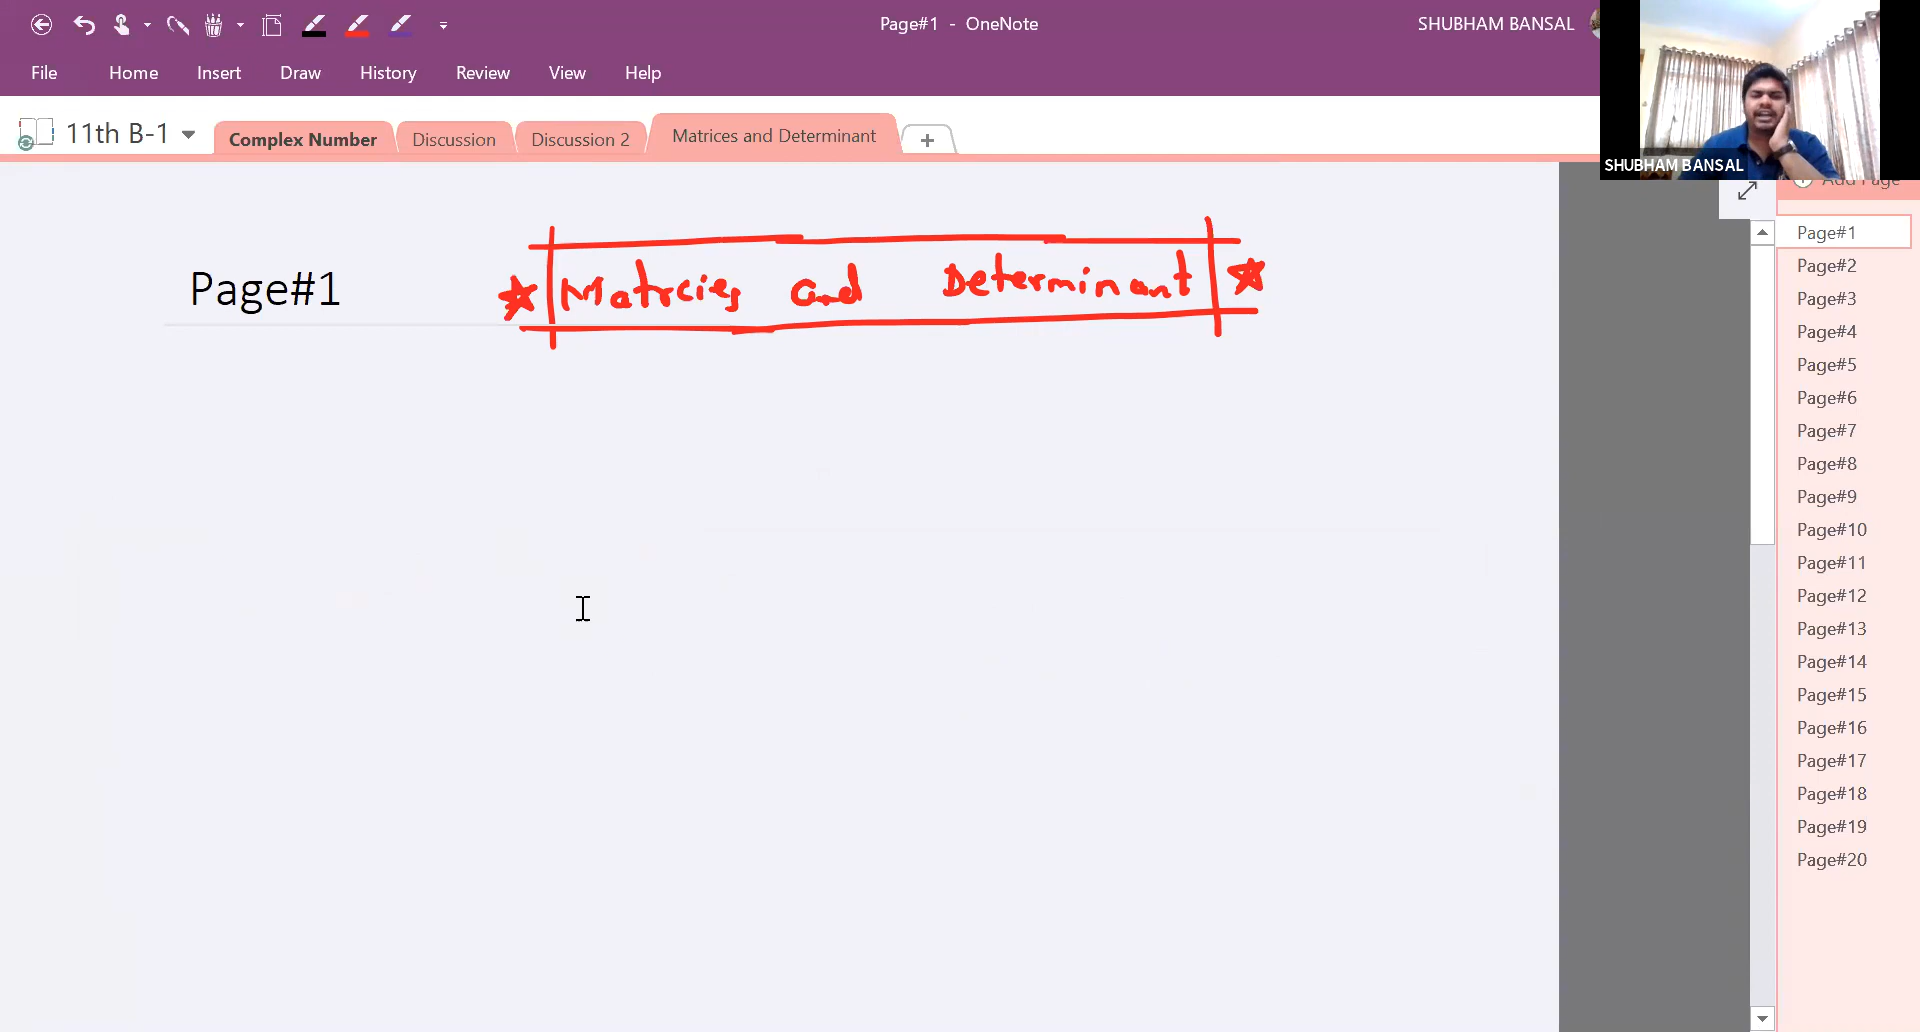 Page#1 - OneNote
SHUBHAM BANSAL
File Home Insert Draw History Review View Help
SHUBHAM BANSAL
11th B-1 Complex Number Discussion Discussion 2 Matrices and Determinant +
Add Page
Page#1
Matrcies and Determinant
Page#1
Page#2
Page#3
Page#4
Page#5
Page#6
Page#7
Page#8
Page#9
Page#10
Page#11
Page#12
Page#13
Page#14
Page#15
Page#16
Page#17
Page#18
Page#19
Page#20